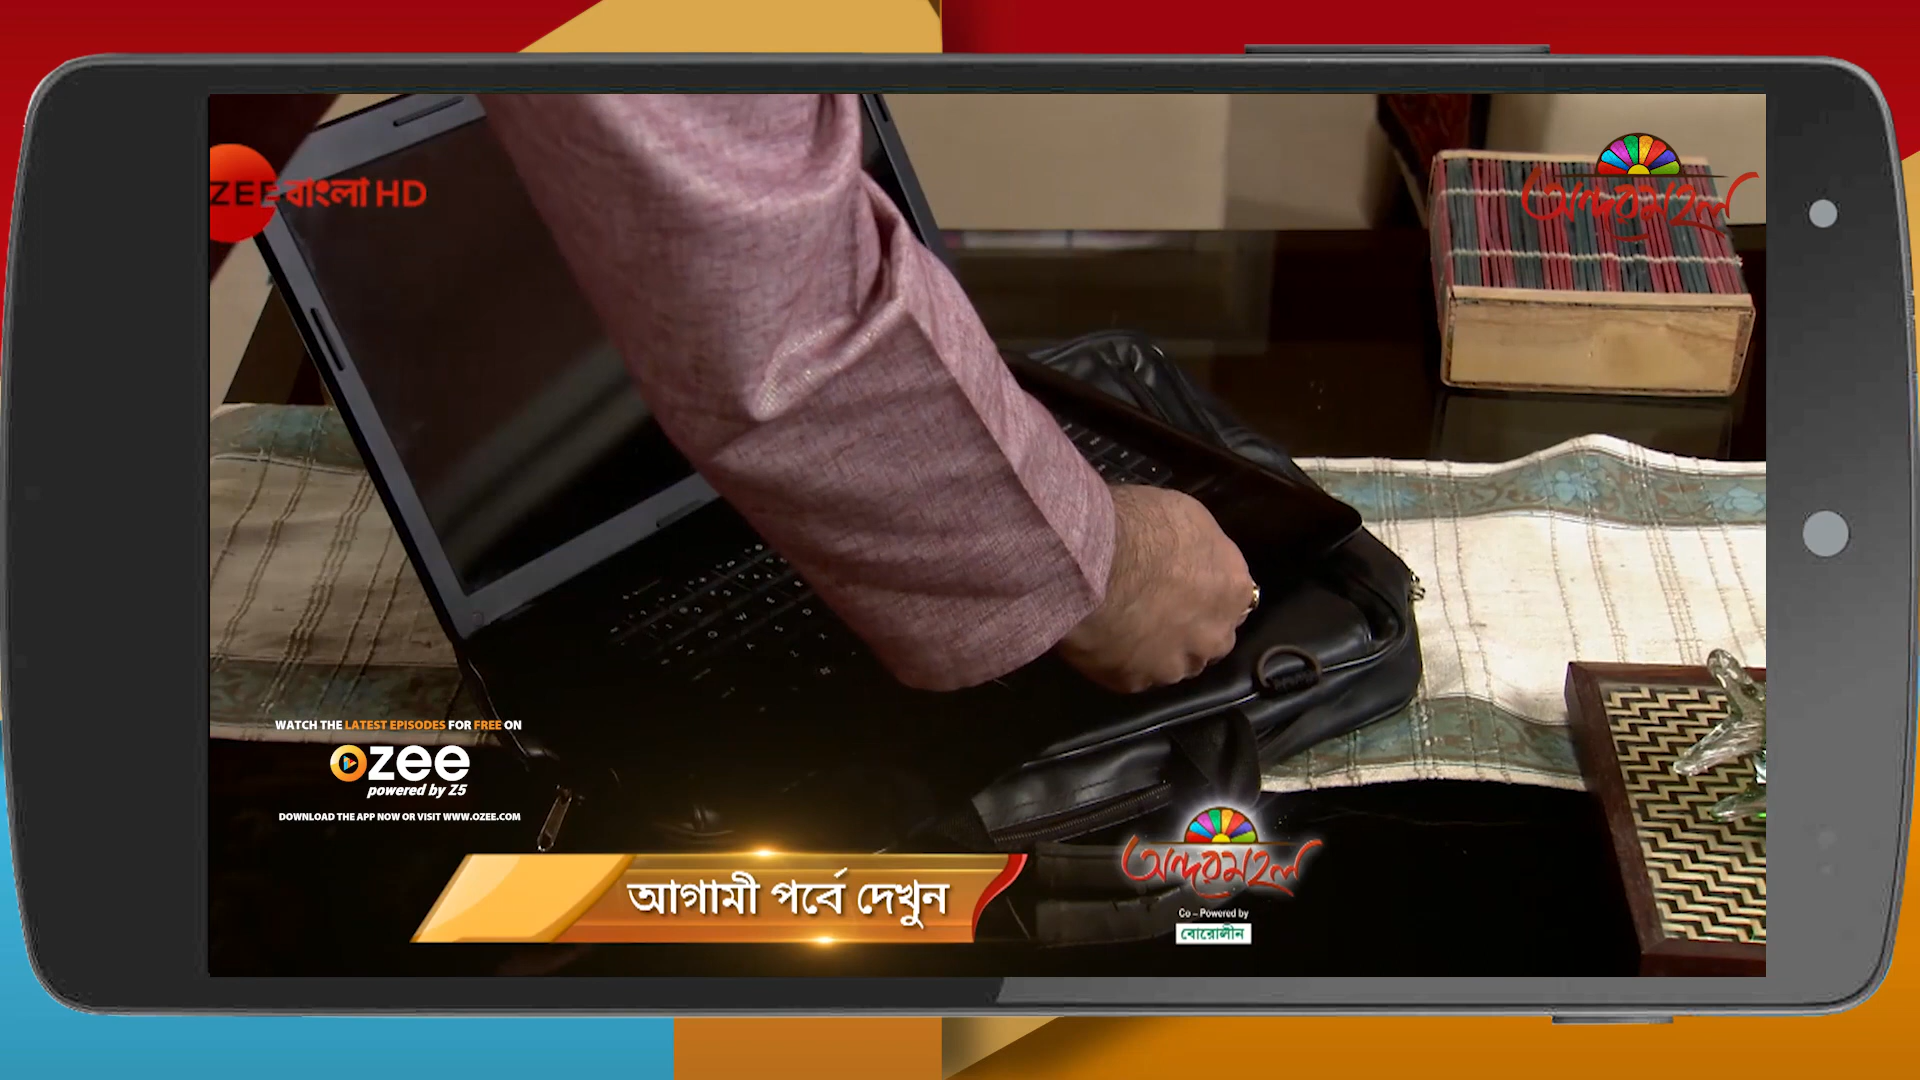 ZEE বাংলা HD
অন্দরমহল
WATCH THE LATEST EPISODES FOR FREE ON
OZEE
powered by Z5
DOWNLOAD THE APP NOW OR VISIT WWW.OZEE.COM
আগামী পর্বে দেখুন
অন্দরমহল
Co - Powered by
বোরোলীন